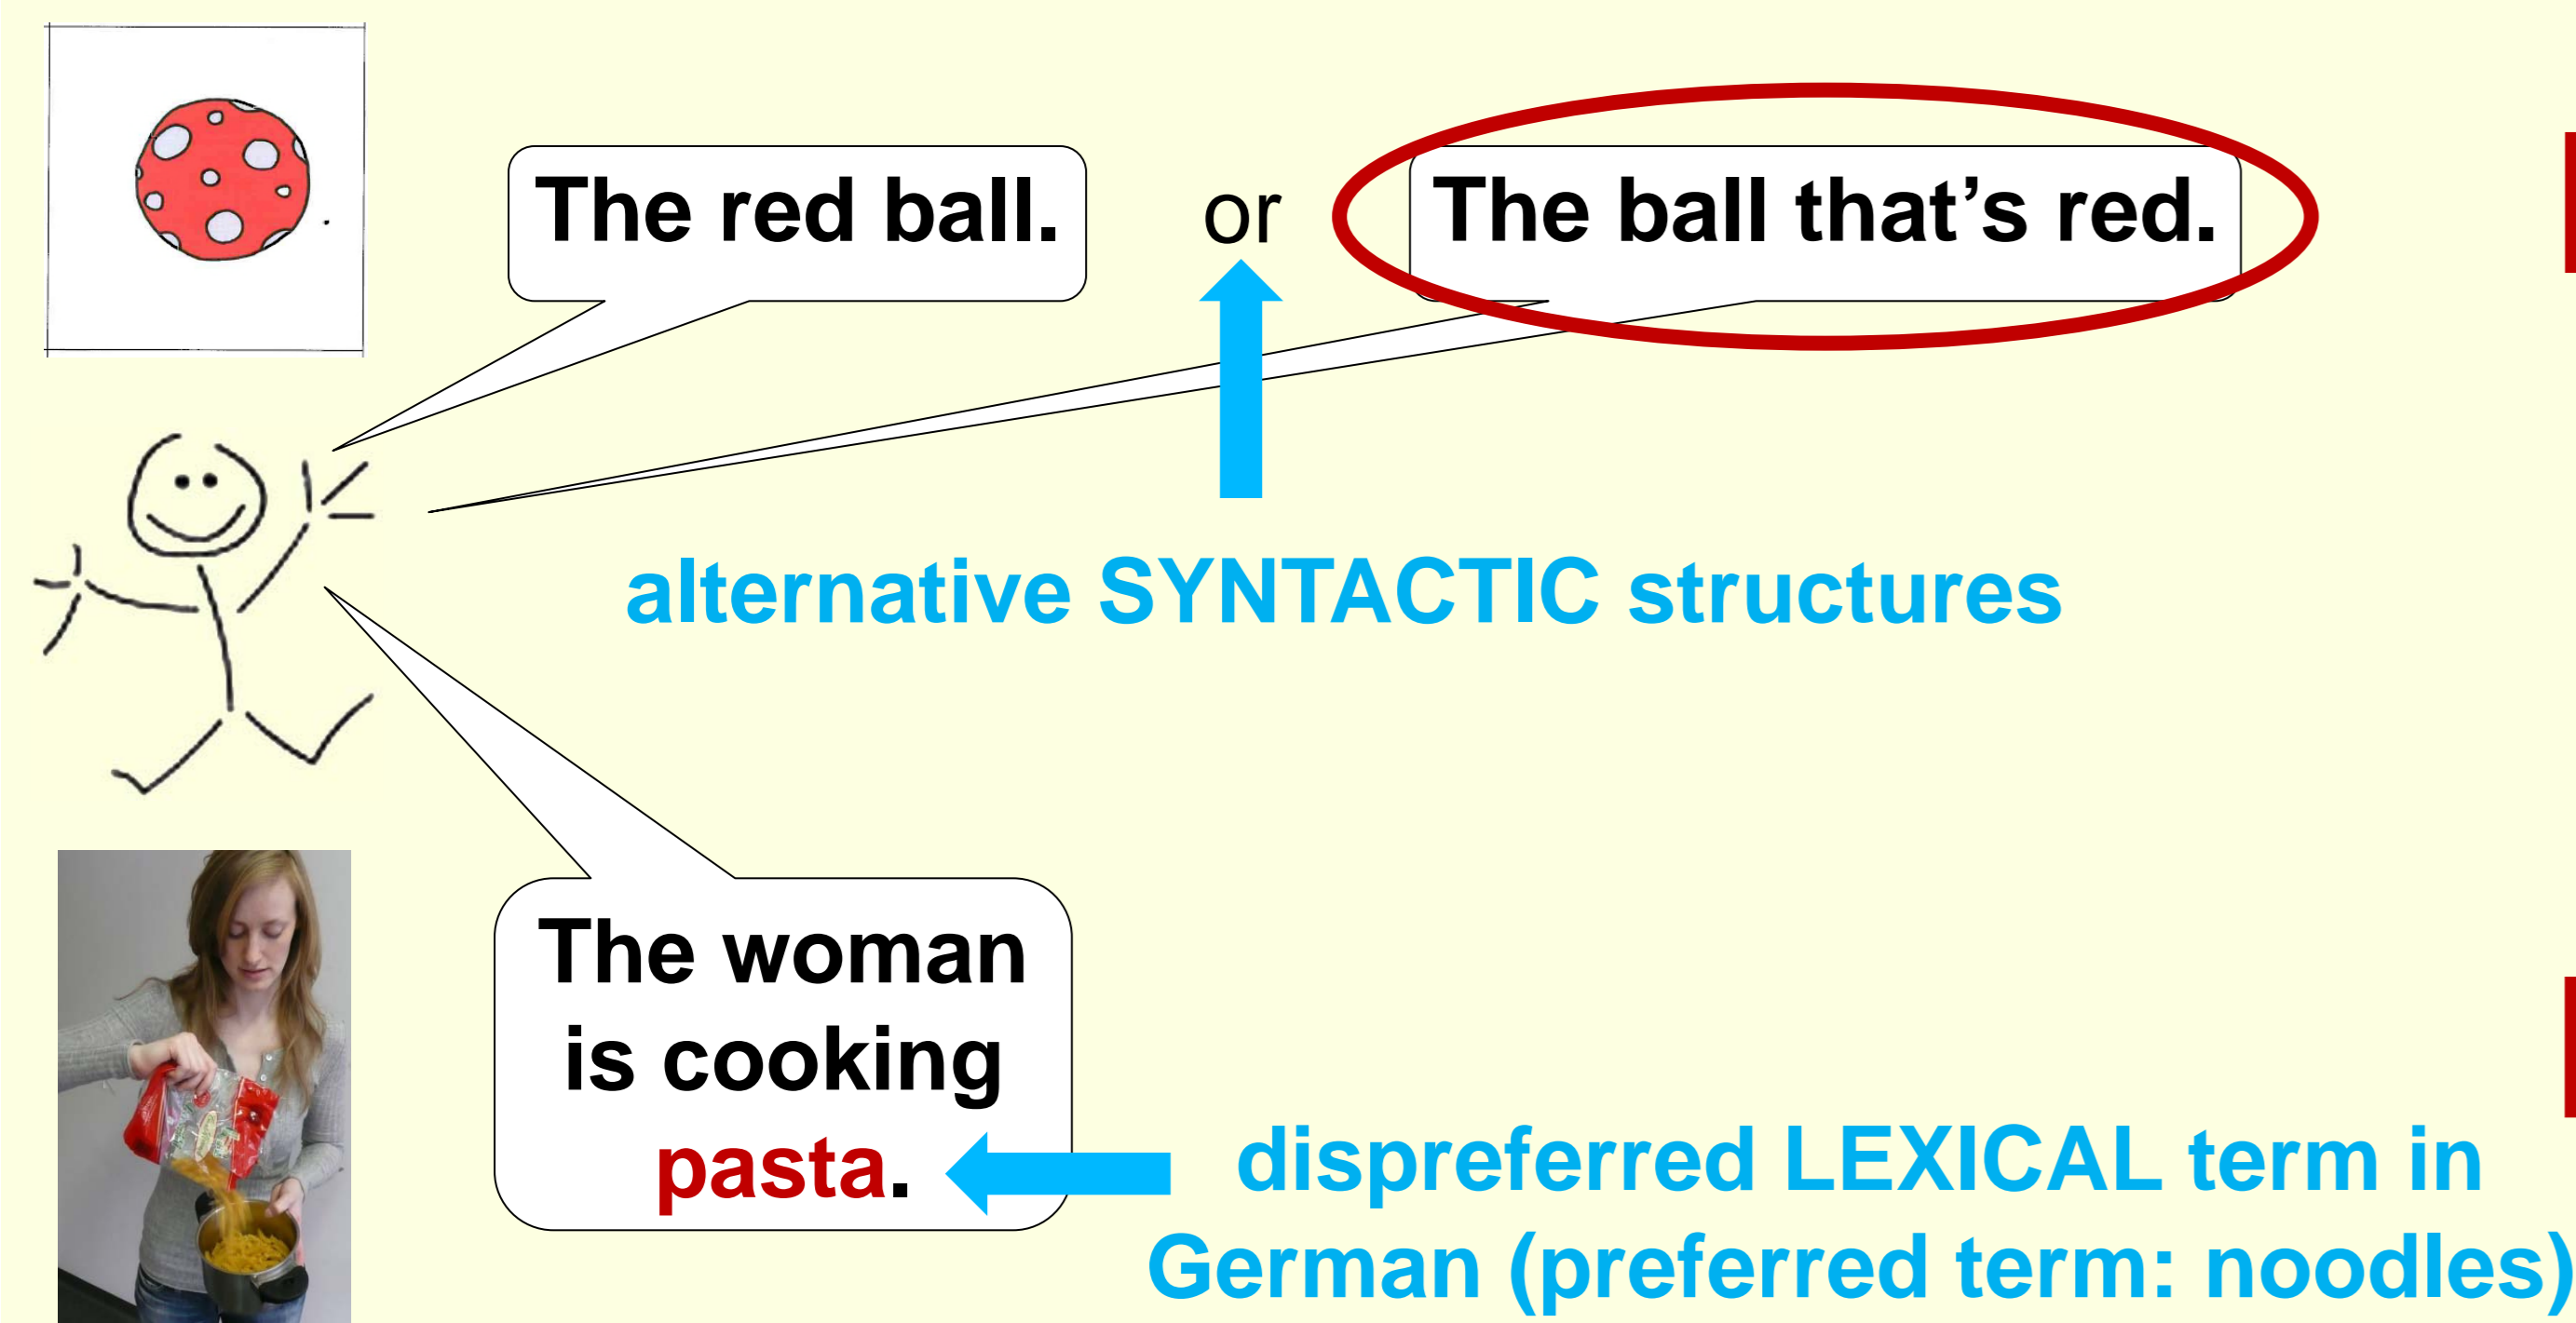 The red ball.
or
The ball that’s red.
alternative SYNTACTIC structures
The woman
is cooking
pasta.
dispreferred LEXICAL term in
German (preferred term: noodles)